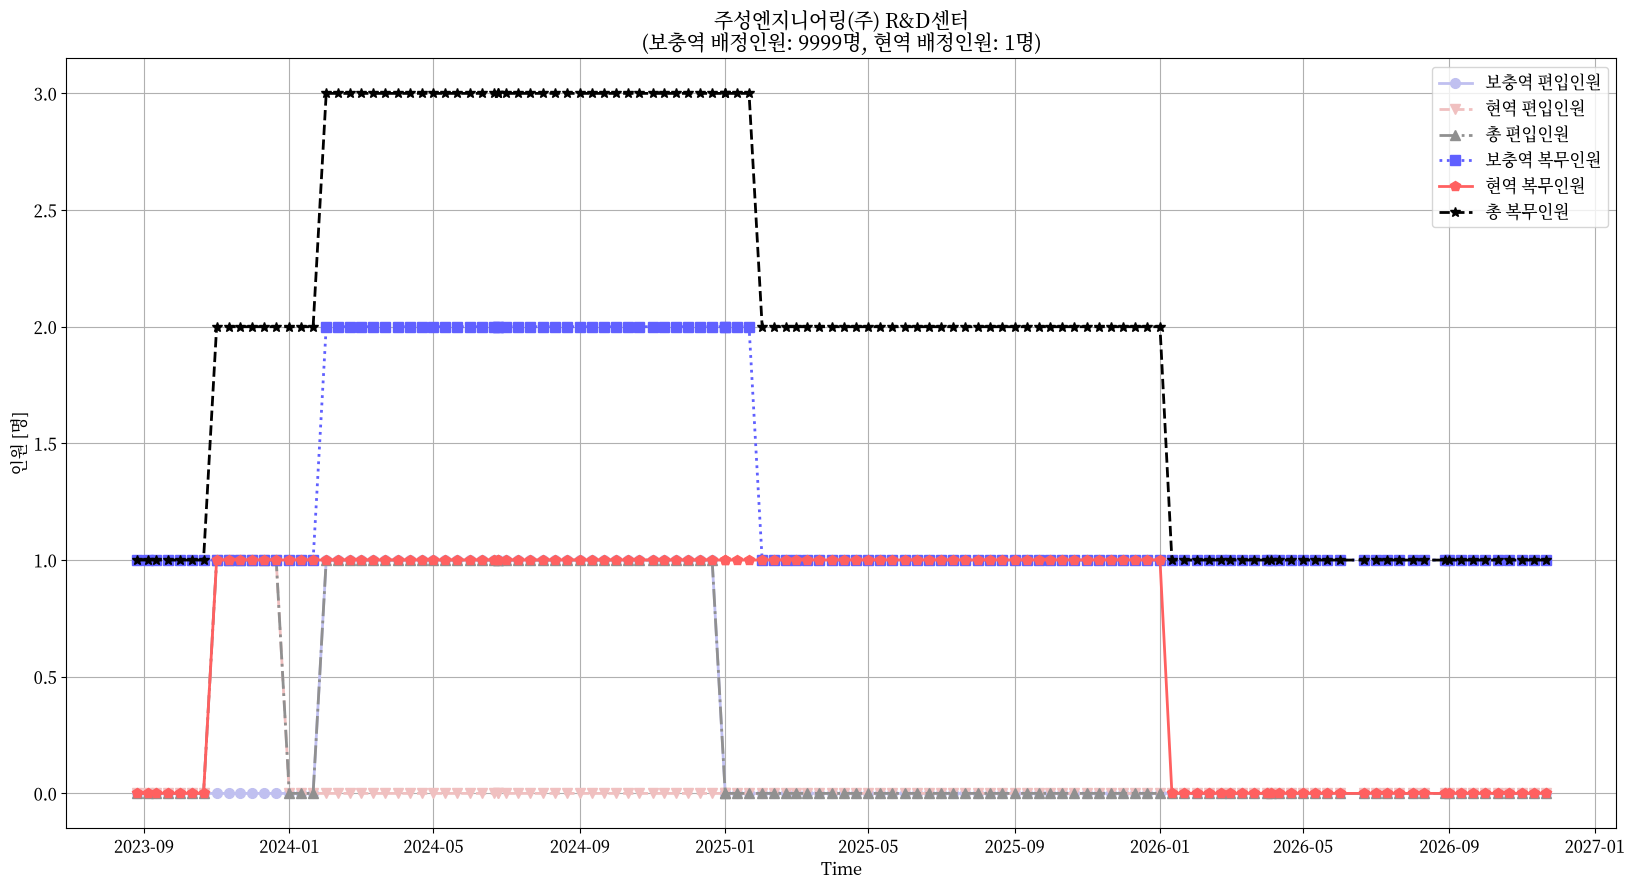 주성엔지니어링(주) R&D센터
(보충역 배정인원: 9999명, 현역 배정인원: 1명)
보충역 편입인원
현역 편입인원
총 편입인원
보충역 복무인원
현역 복무인원
총 복무인원
3.0
2.5
2.0
1.5
1.0
0.5
0.0
인원 [명]
2023-09
2024-01
2024-05
2024-09
2025-01
2025-05
2025-09
2026-01
2026-05
2026-09
2027-01
Time